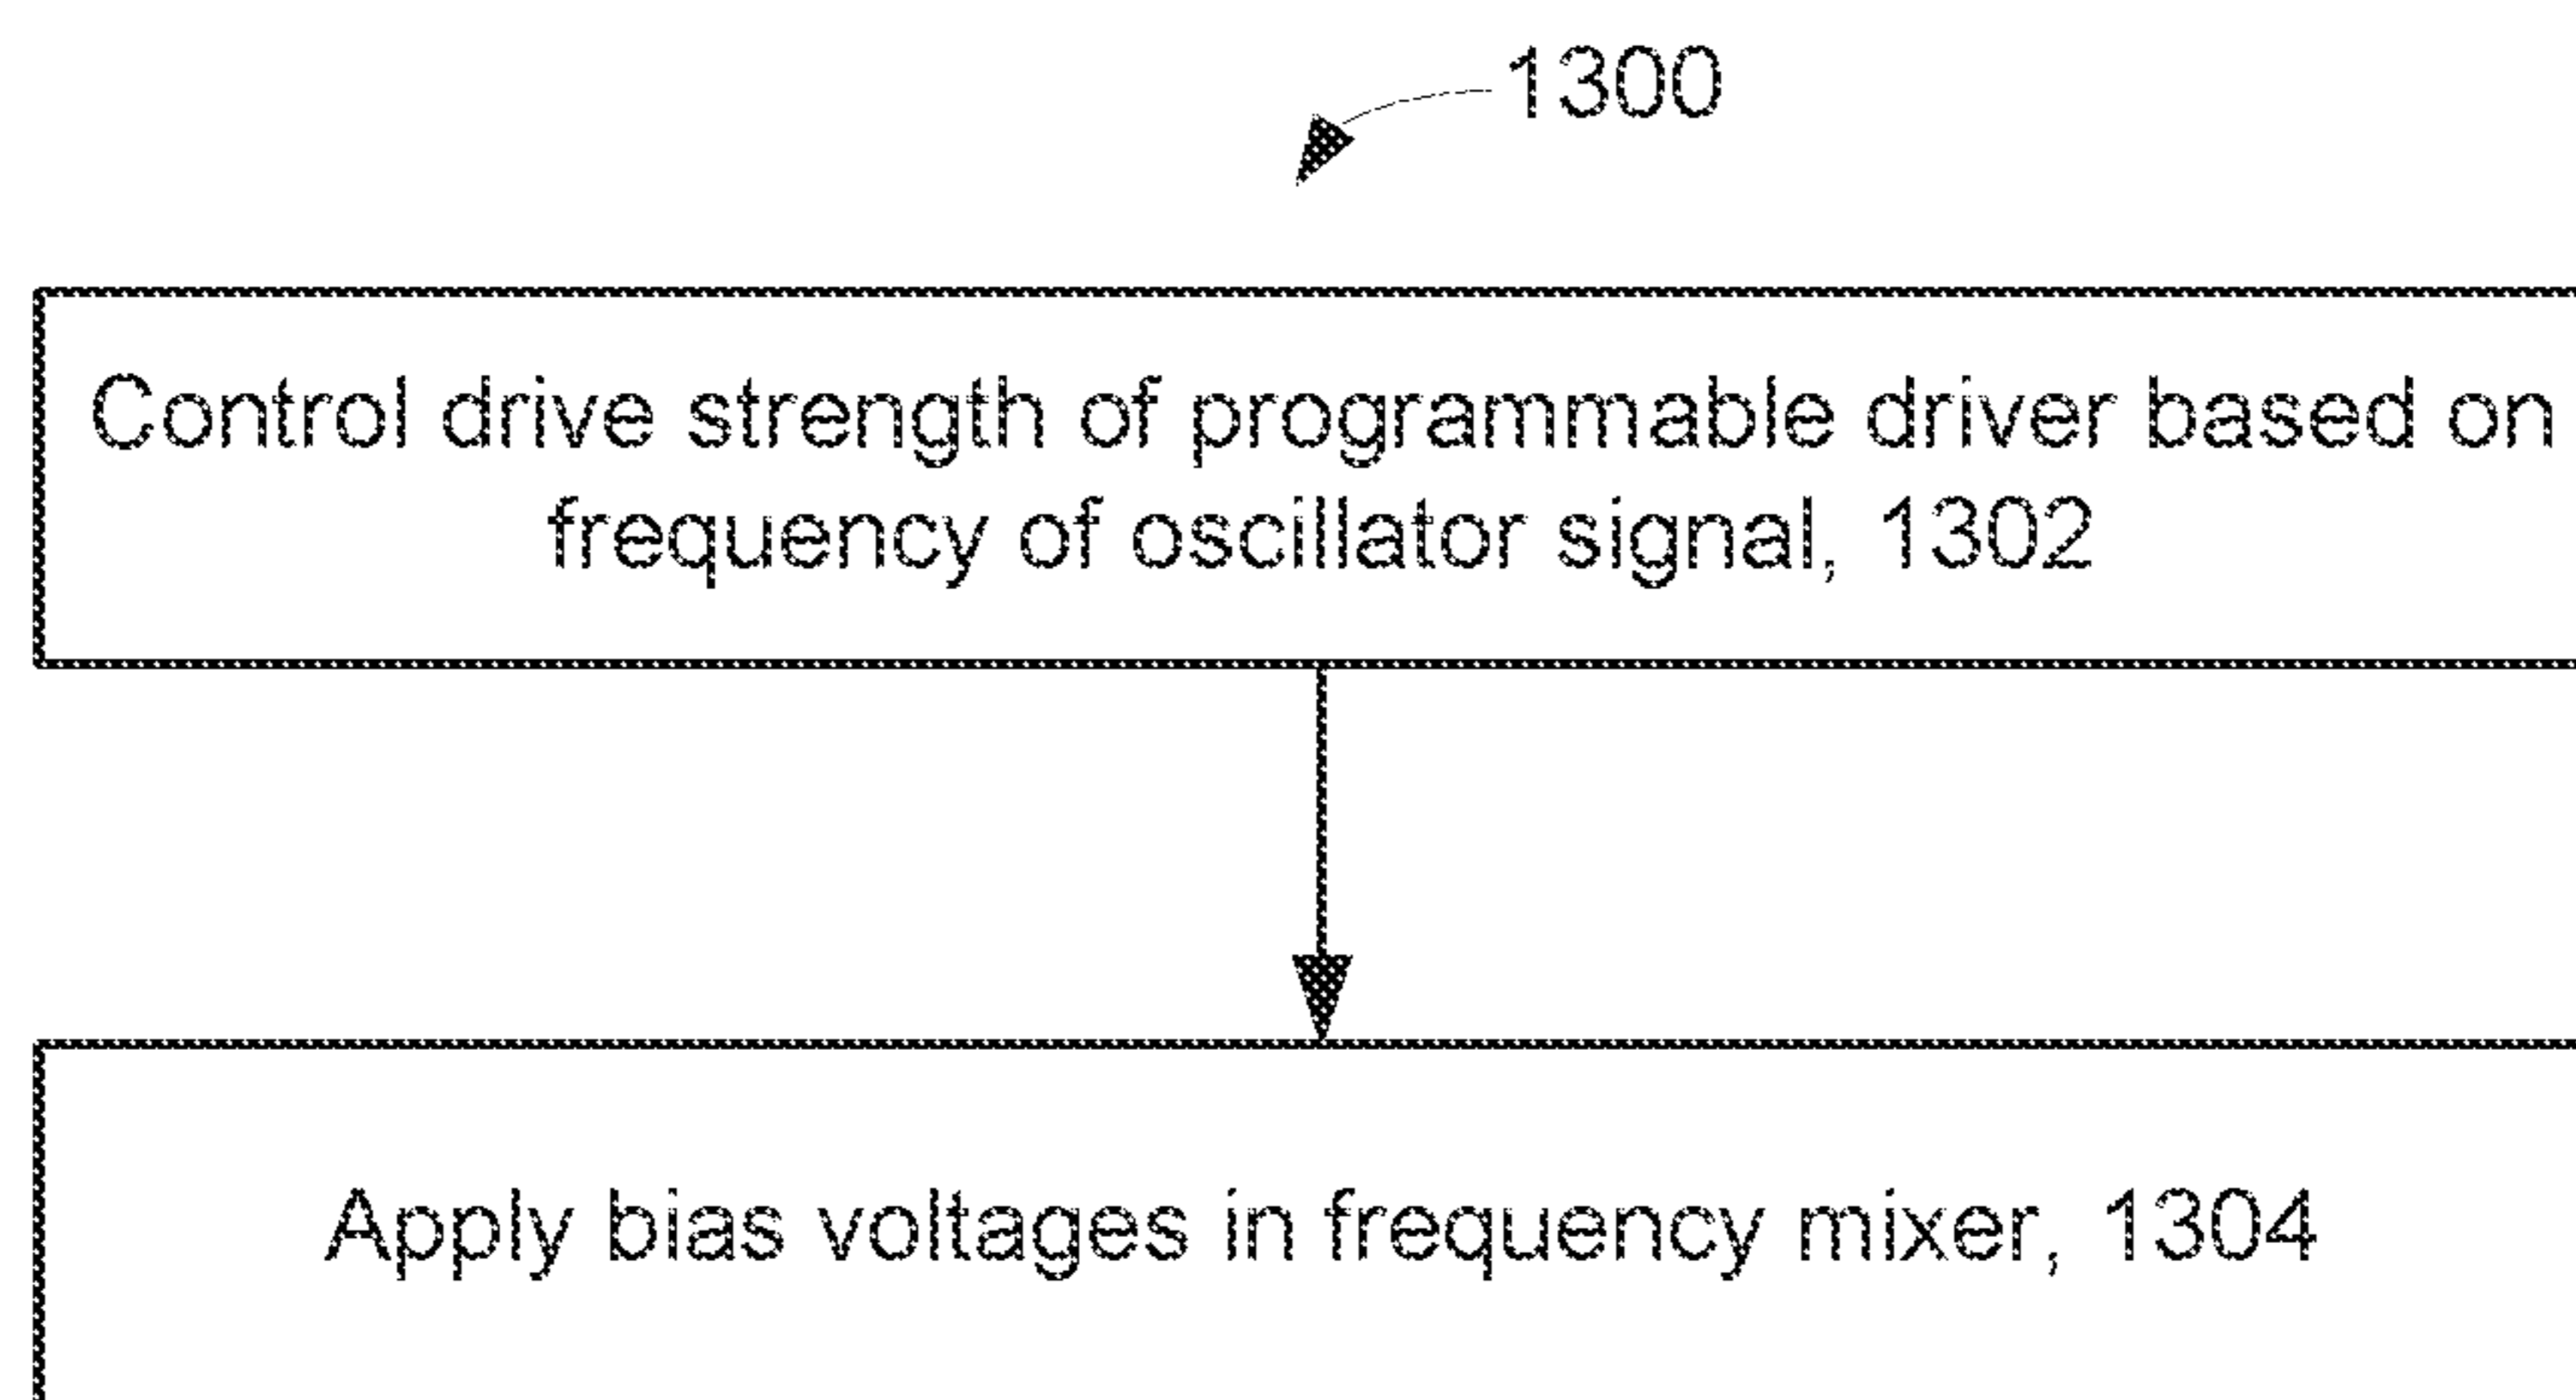 1300
Control drive strength of programmable driver based on
frequency of oscillator signal, 1302
Apply bias voltages in frequency mixer, 1304